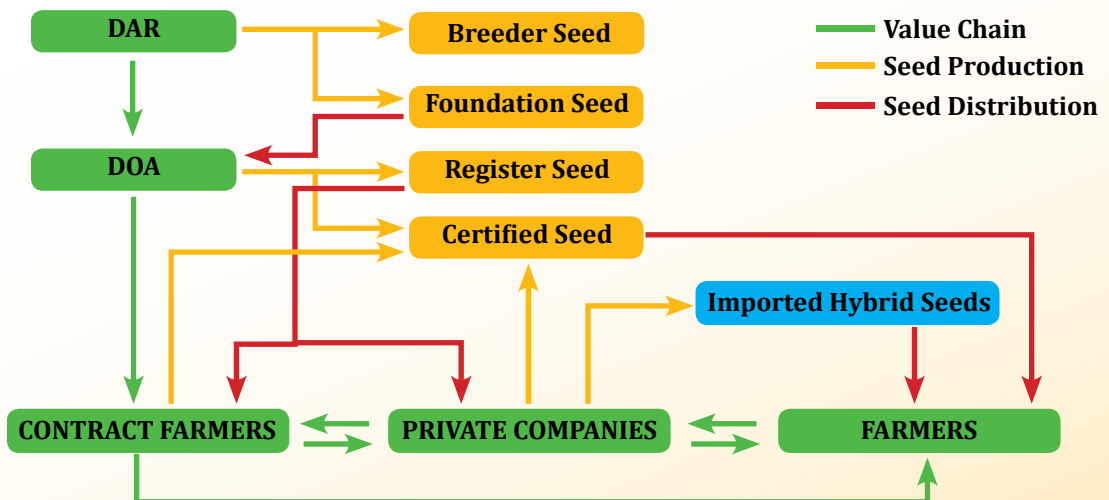 DAR
Breeder Seed
Value Chain
Seed Production
Foundation Seed
Seed Distribution
DOA
Register Seed
Certified Seed
Imported Hybrid Seeds
CONTRACT FARMERS
PRIVATE COMPANIES
FARMERS